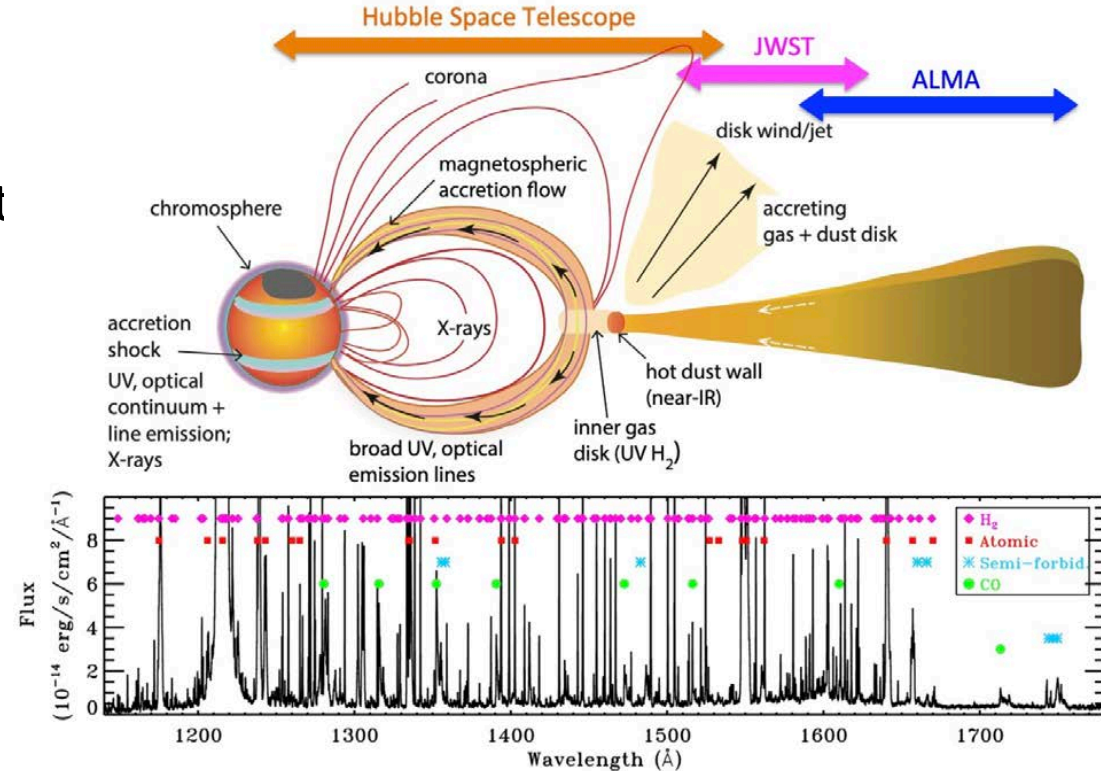 Hubble Space Telescope
JWST
ALMA
t
corona
disk wind/jet
magnetospheric
accretion flow
chromosphere
accreting
gas + dust disk
accretion
shock
X-rays
UV, optical
continuum +
line emission;
X-rays
hot dust wall
(near-IR)
inner gas
disk (UV H₂)
broad UV, optical
emission lines
Flux
(10⁻¹⁴ erg/s/cm²/Å⁻¹)
8
6
4
2
0
H₂
Atomic
Semi-forbid.
CO
1200
1300
1400
1500
1600
1700
Wavelength (Å)